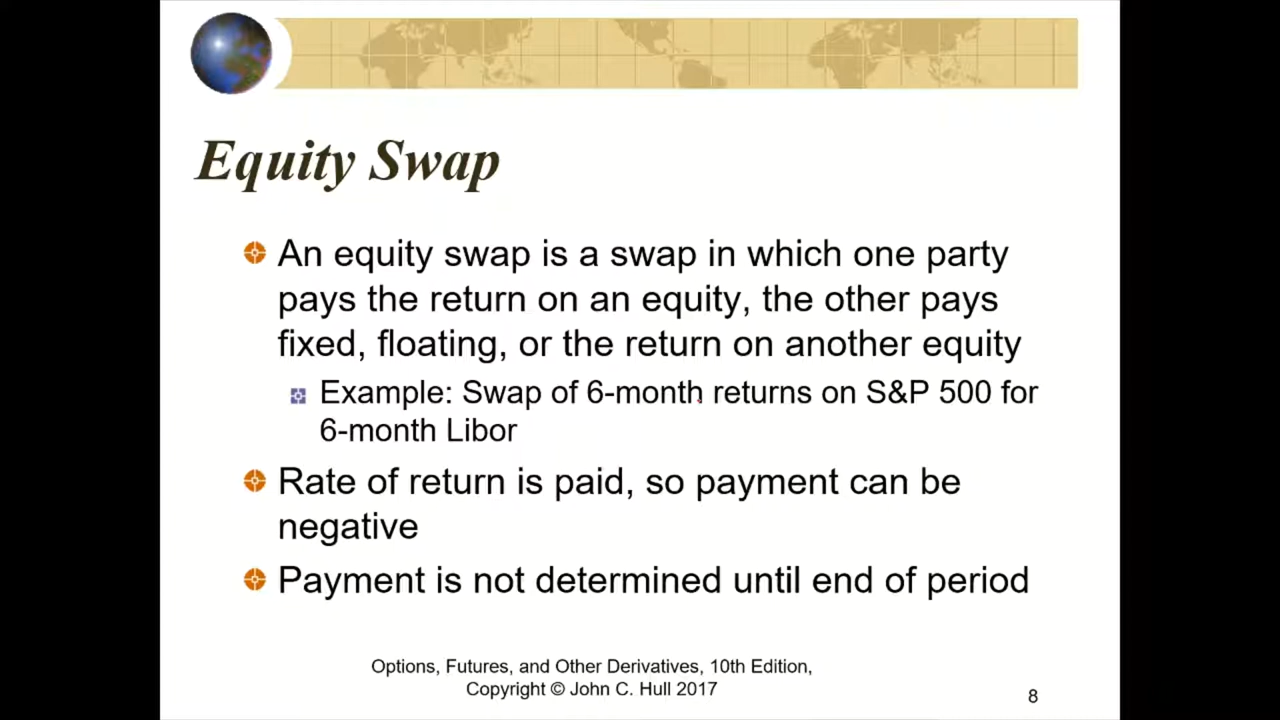 Equity Swap
An equity swap is a swap in which one party
pays the return on an equity, the other pays
fixed, floating, or the return on another equity
Example: Swap of 6-month returns on S&P 500 for
6-month Libor
Rate of return is paid, so payment can be
negative
Payment is not determined until end of period
Options, Futures, and Other Derivatives, 10th Edition,
Copyright © John C. Hull 2017
8